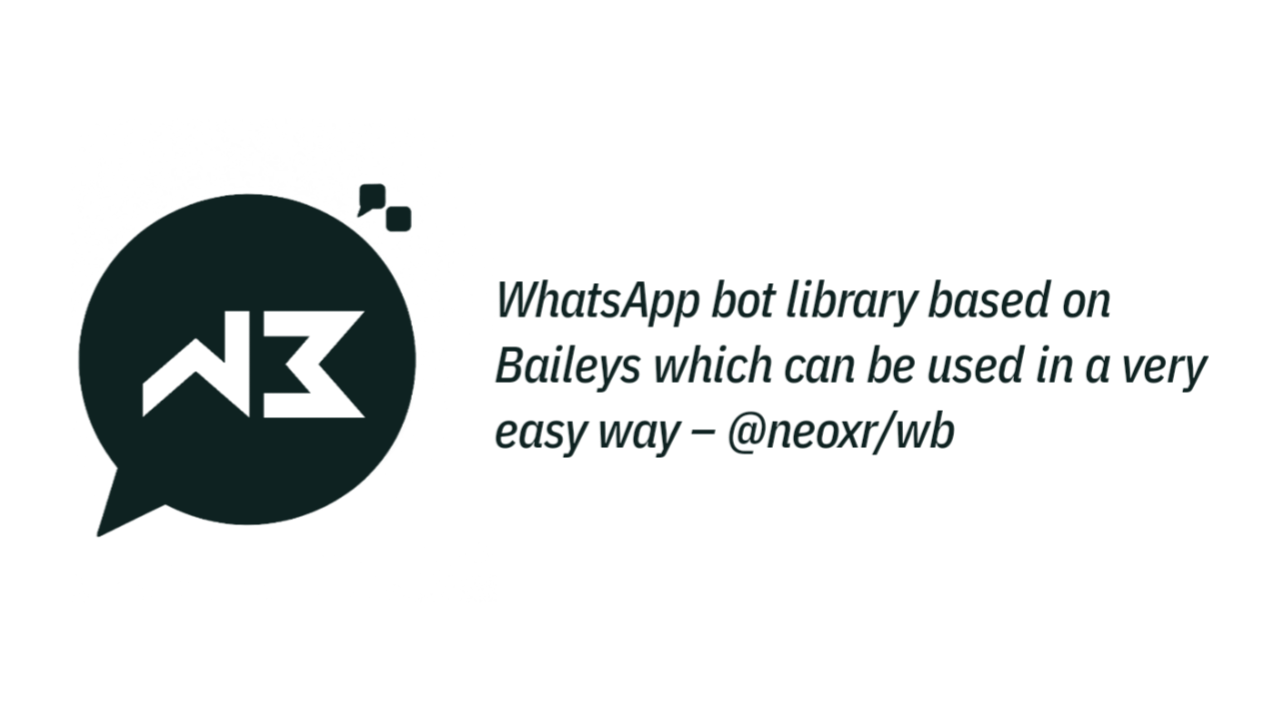 WhatsApp bot library based on
Baileys which can be used in a very
easy way – @neoxr/wb